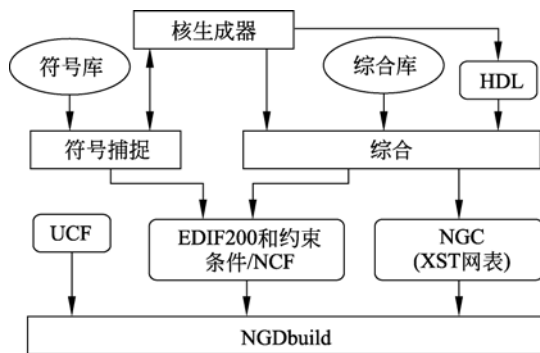 核生成器
符号库
综合库
HDL
符号捕捉
综合
UCF
EDIF200和约束
条件/NCF
NGC
(XST网表)
NGDbuild